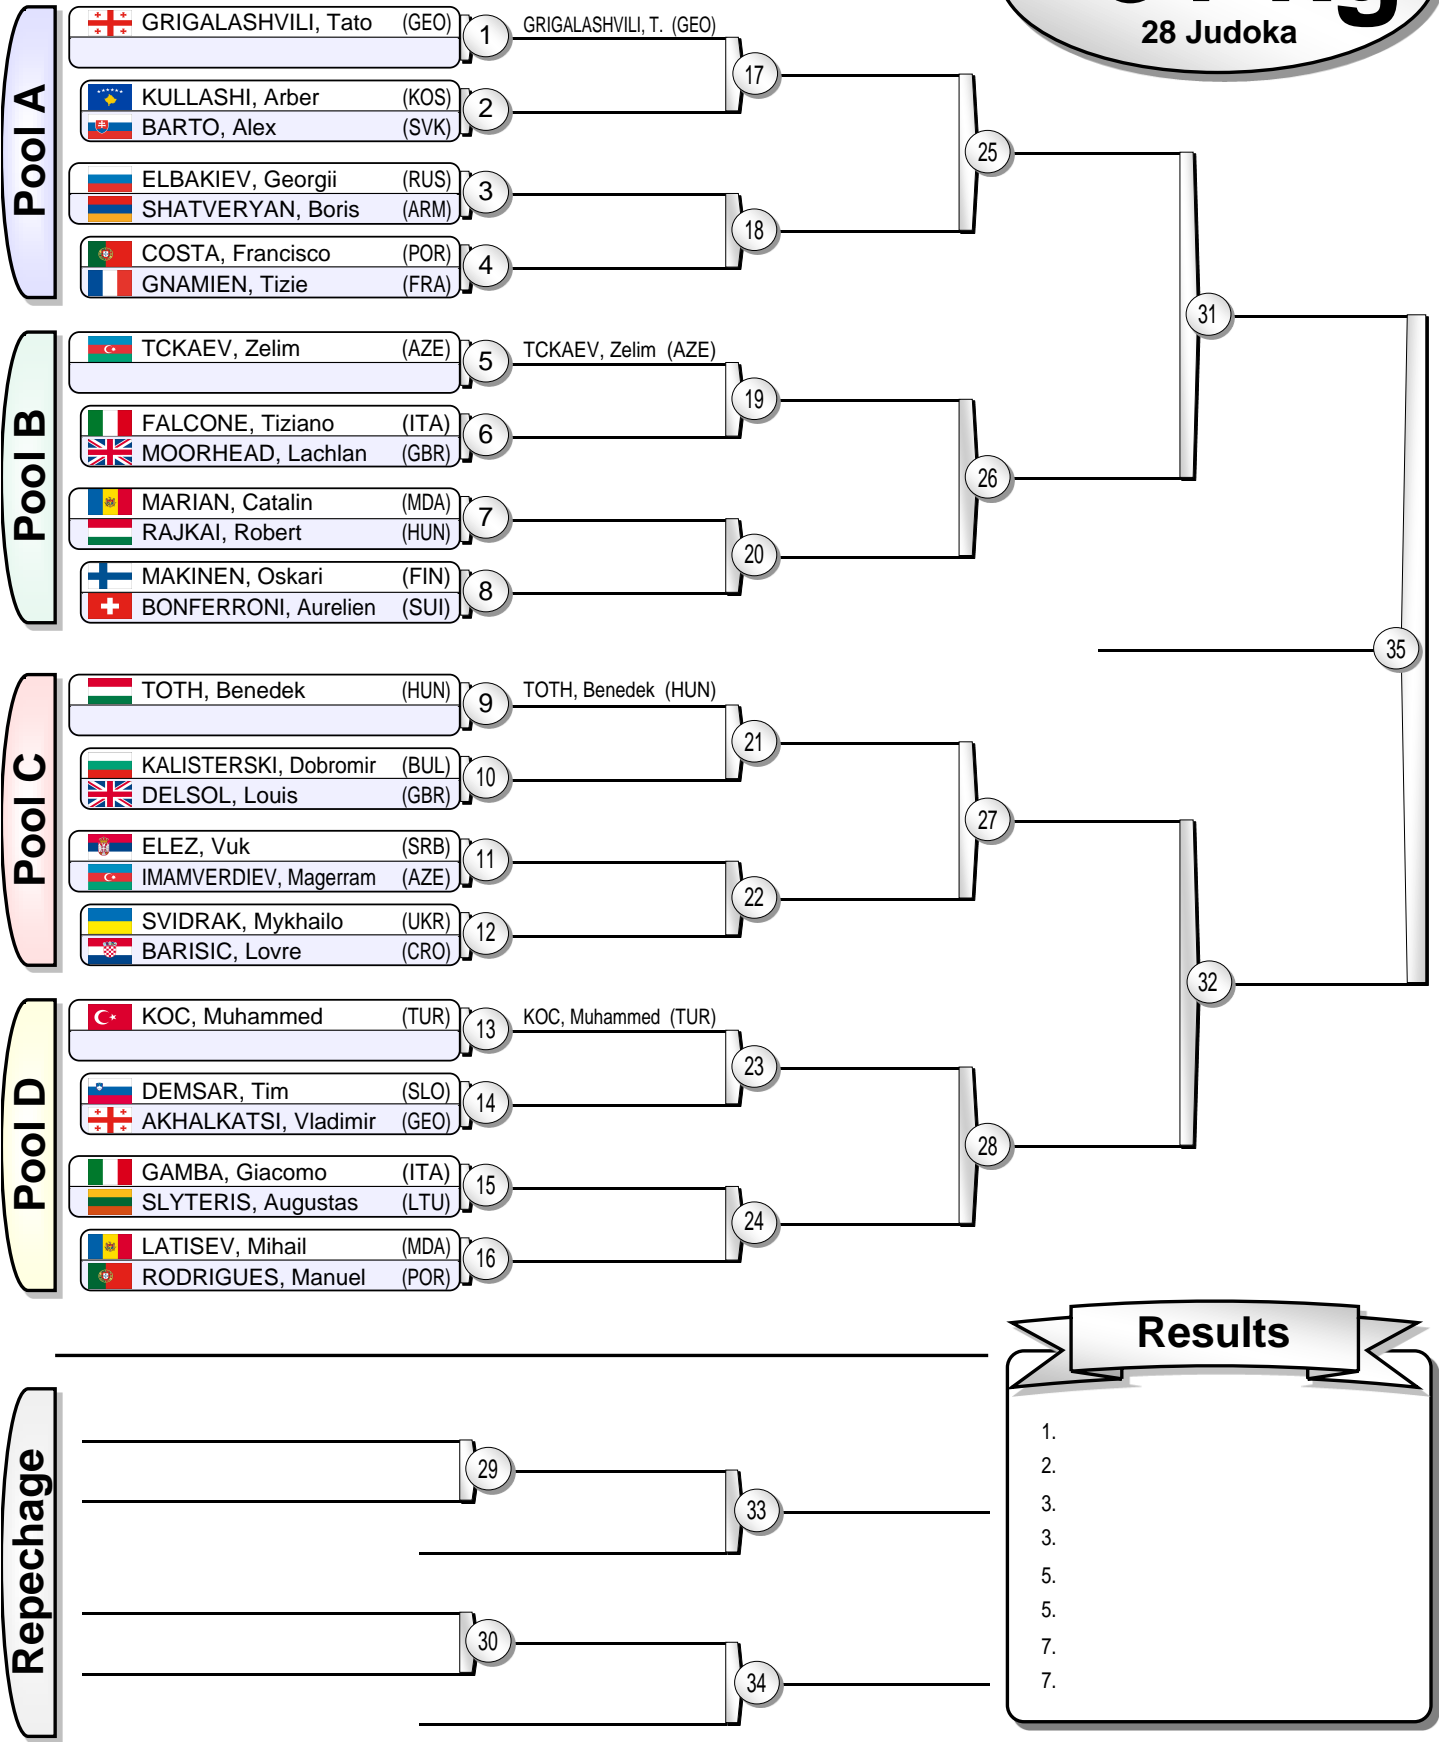 28 Judoka
Pool A
GRIGALASHVILI, Tato (GEO)
1
GRIGALASHVILI, T. (GEO)
17
KULLASHI, Arber (KOS)
BARTO, Alex (SVK)
2
25
ELBAKIEV, Georgii (RUS)
SHATVERYAN, Boris (ARM)
3
18
COSTA, Francisco (POR)
GNAMIEN, Tizie (FRA)
4
31
Pool B
TCKAEV, Zelim (AZE)
5
TCKAEV, Zelim (AZE)
19
FALCONE, Tiziano (ITA)
MOORHEAD, Lachlan (GBR)
6
26
MARIAN, Catalin (MDA)
RAJKAI, Robert (HUN)
7
20
MAKINEN, Oskari (FIN)
BONFERRONI, Aurelien (SUI)
8
35
Pool C
TOTH, Benedek (HUN)
9
TOTH, Benedek (HUN)
21
KALISTERSKI, Dobromir (BUL)
DELSOL, Louis (GBR)
10
27
ELEZ, Vuk (SRB)
IMAMVERDIEV, Magerram (AZE)
11
22
SVIDRAK, Mykhailo (UKR)
BARISIC, Lovre (CRO)
12
32
Pool D
KOC, Muhammed (TUR)
13
KOC, Muhammed (TUR)
23
DEMSAR, Tim (SLO)
AKHALKATSI, Vladimir (GEO)
14
28
GAMBA, Giacomo (ITA)
SLYTERIS, Augustas (LTU)
15
24
LATISEV, Mihail (MDA)
RODRIGUES, Manuel (POR)
16
Repechage
29
33
30
34
Results
1.
2.
3.
3.
5.
5.
7.
7.